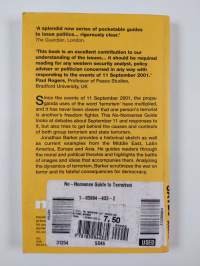 'A splendid new series of pocketable guides
to issue politics... rigorously clear.'
The Guardian, London.
'This book is an excellent contribution to our
understanding of the issues... it should be required
reading for any western security analyst, policy
adviser or politician concerned in any way with
responding to the events of 11 September 2001.'
Paul Rogers, Professor of Peace Studies,
Bradford University, UK
Since the events of 11 September 2001, the propa-
ganda uses of the word 'terrorism' have multiplied,
and it has never been clearer that one person's terrorist
is another's freedom fighter. This No-Nonsense Guide
looks at debates about September 11 and responses to
it, but also tries to get behind the causes and contexts
of both group terrorism and state terrorism.
Jonathan Barker provides a historical sketch as well
as current examples from the Middle East, Latin
America, Europe and Asia. He guides readers through
the moral and political theories and highlights the battle
of images and ideas that accompanies them. Analyzing
the dynamics of terrorism, Barker scrutinizes the war on
terror and its fateful consequences for democracy.
No-Nonsense Guide to Terrorism
7.50
USED